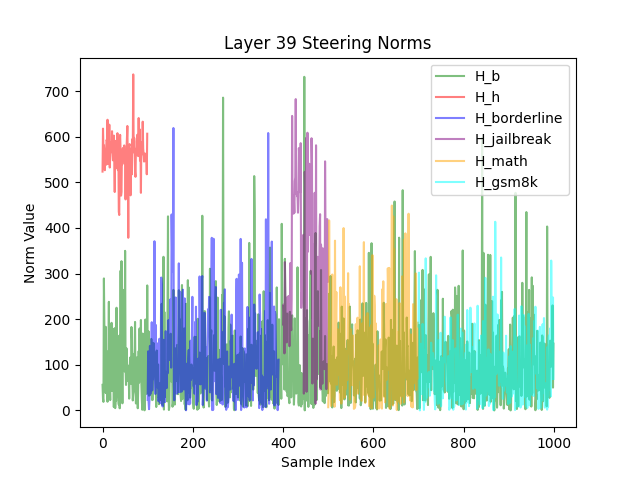 Layer 39 Steering Norms
Norm Value
700
600
500
400
300
200
100
0
H_b
H_h
H_borderline
H_jailbreak
H_math
H_gsm8k
0
200
400
600
800
1000
Sample Index